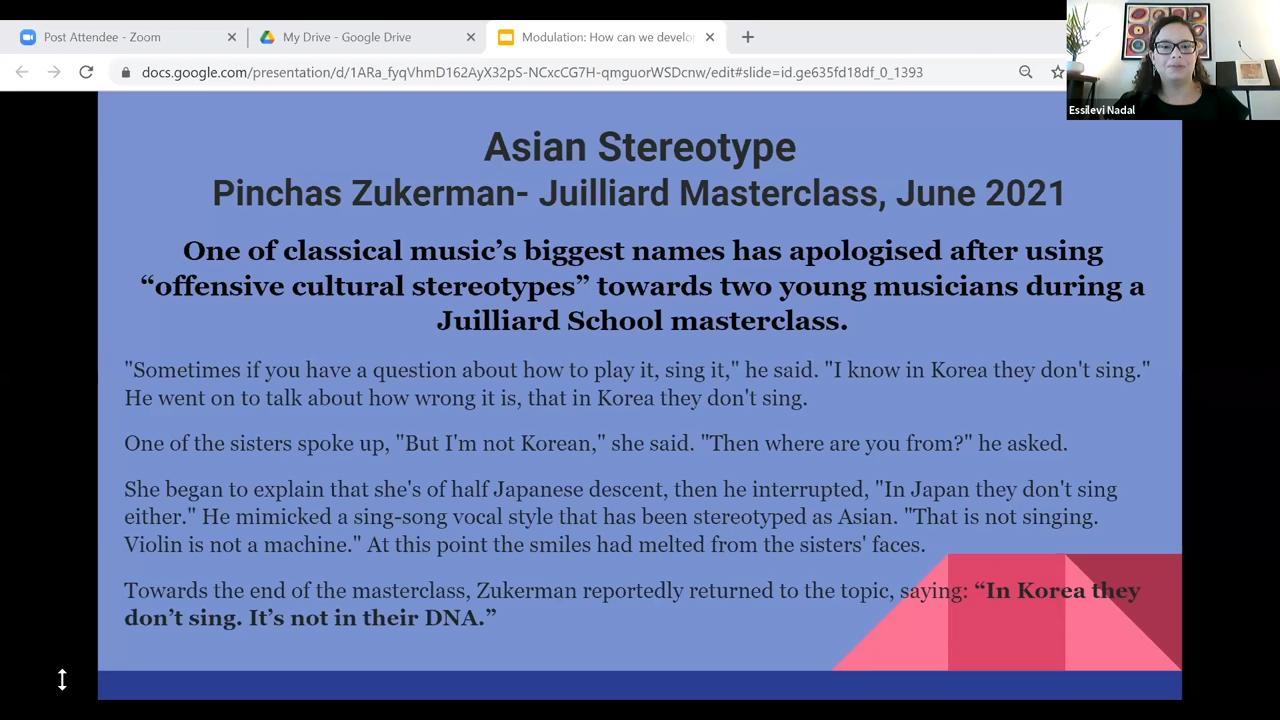 Post Attendee - Zoom
My Drive - Google Drive
Modulation: How can we develo
docs.google.com/presentation/d/1ARa_fyqVhmD162AyX32pS-NCxcCG7H-qmguorWSDcnw/edit#slide=id.ge635fd18df_0_1393
Essilevi Nadal
Asian Stereotype
Pinchas Zukerman- Juilliard Masterclass, June 2021
One of classical music’s biggest names has apologised after using
“offensive cultural stereotypes” towards two young musicians during a
Juilliard School masterclass.
"Sometimes if you have a question about how to play it, sing it," he said. "I know in Korea they don't sing."
He went on to talk about how wrong it is, that in Korea they don't sing.
One of the sisters spoke up, "But I'm not Korean," she said. "Then where are you from?" he asked.
She began to explain that she's of half Japanese descent, then he interrupted, "In Japan they don't sing
either." He mimicked a sing-song vocal style that has been stereotyped as Asian. "That is not singing.
Violin is not a machine." At this point the smiles had melted from the sisters' faces.
Towards the end of the masterclass, Zukerman reportedly returned to the topic, saying: “In Korea they
don’t sing. It’s not in their DNA.”